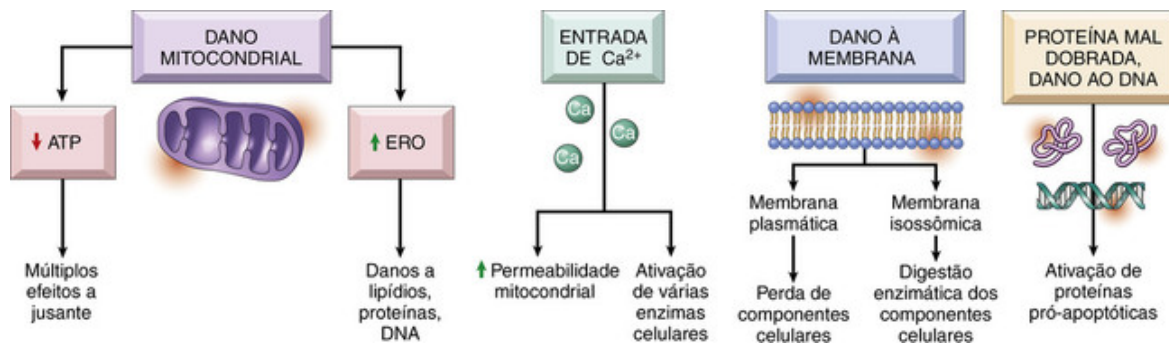 DANO
MITOCONDRIAL
ATP
ERO
Múltiplos
efeitos a
jusante
Danos a
lipídios,
proteínas,
DNA
ENTRADA
DE Ca²⁺
Ca
Ca
Ca
Permeabilidade
mitocondrial
Ativação
de várias
enzimas
celulares
DANO À
MEMBRANA
Membrana
plasmática
Perda de
componentes
celulares
Membrana
isossômica
Digestão
enzimática dos
componentes
celulares
PROTEÍNA MAL
DOBRADA,
DANO AO DNA
Ativação de
proteínas
pró-apoptóticas